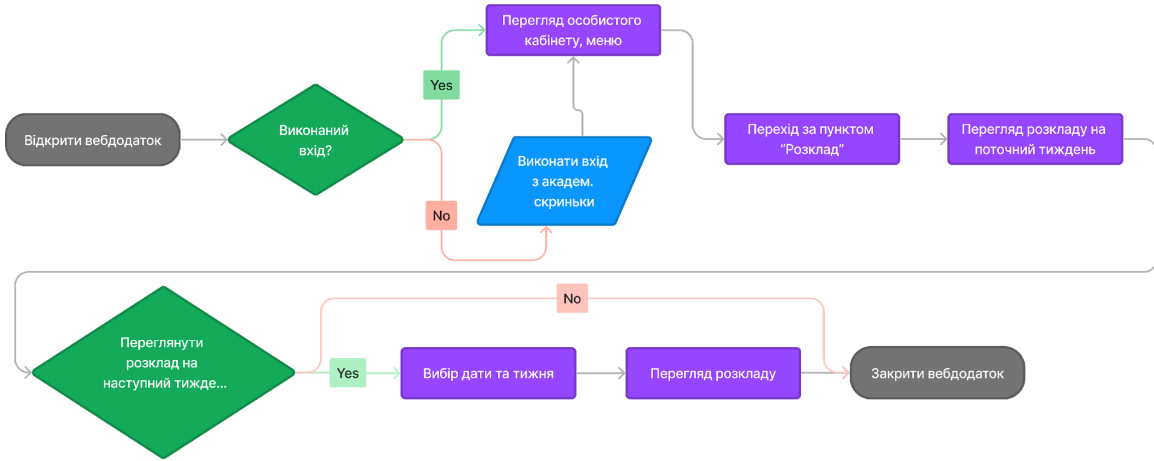 Відкрити вебдодаток
Виконаний
вхід?
Yes
No
Перегляд особистого
кабінету, меню
Виконати вхід
з академ.
скриньки
Перехід за пунктом
“Розклад”
Перегляд розкладу на
поточний тиждень
Переглянути
розклад на
наступний тижде...
No
Yes
Вибір дати та тижня
Перегляд розкладу
Закрити вебдодаток